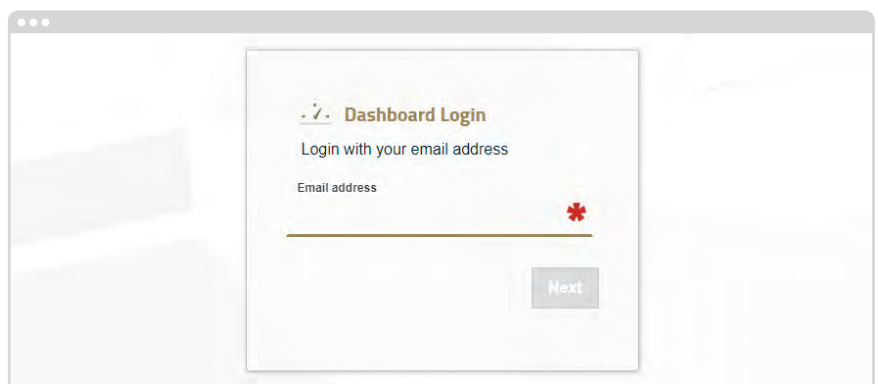 Dashboard Login
Login with your email address
Email address
*
Next